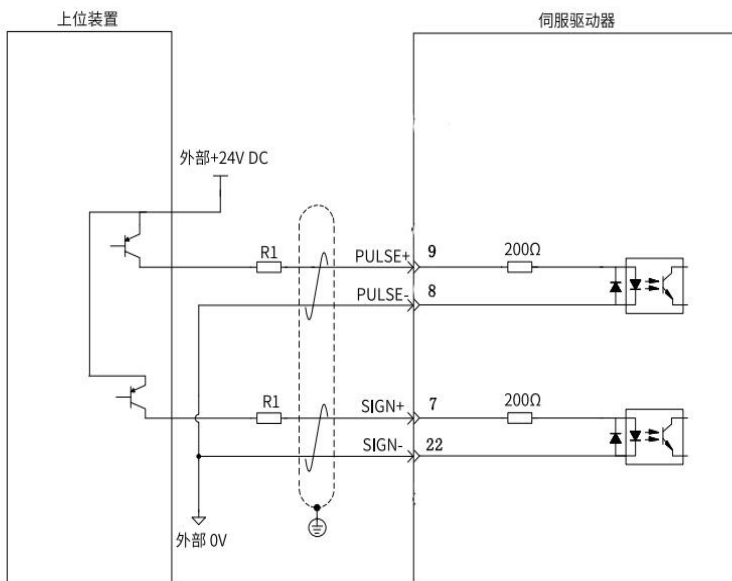 上位装置
伺服驱动器
外部+24V DC
R1
PULSE+
9
200Ω
PULSE-
8
R1
SIGN+
7
200Ω
SIGN-
22
外部 0V